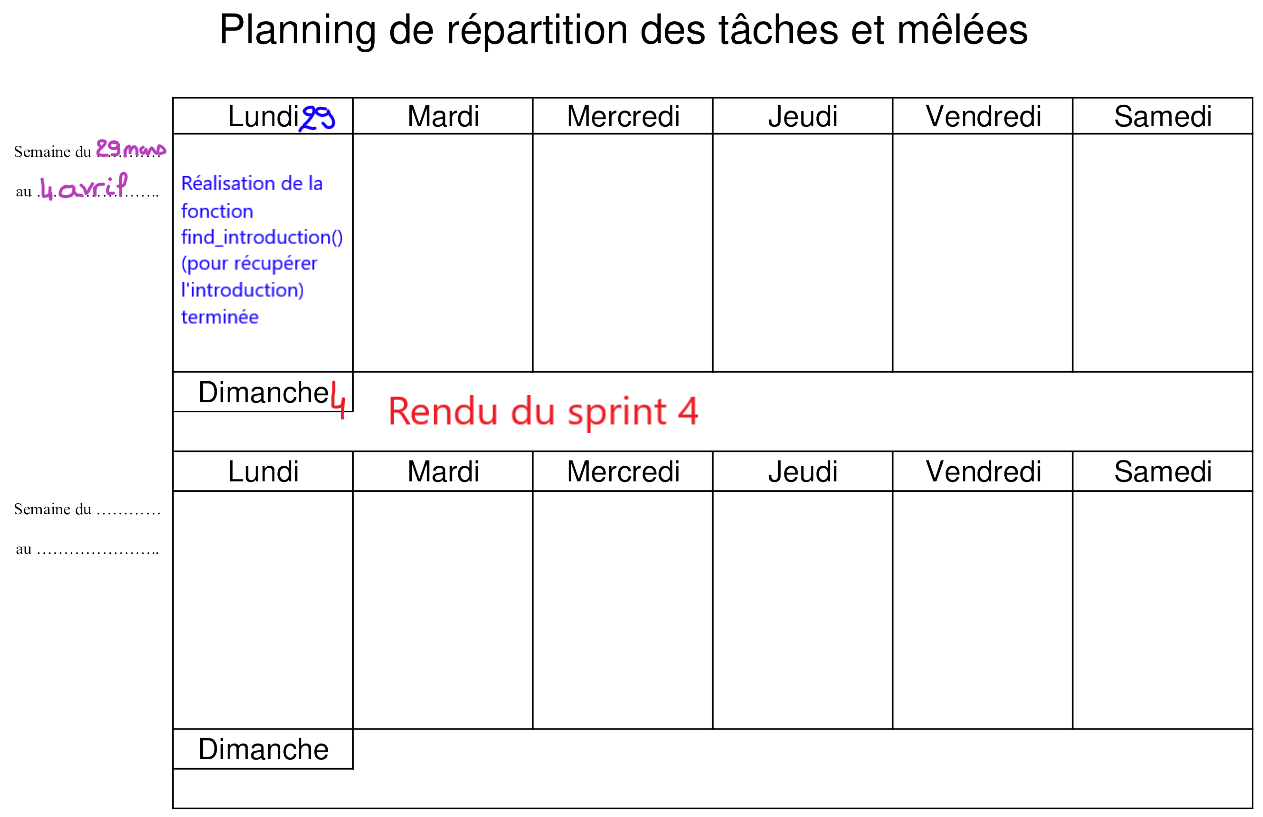 Planning de répartition des tâches et mêlées
Lundi 29 Mardi Mercredi Jeudi Vendredi Samedi
Semaine du 29 mars
au 4 avril
Réalisation de la
fonction
find_introduction()
(pour récupérer
l'introduction)
terminée
Dimanche 4 Rendu du sprint 4
Lundi Mardi Mercredi Jeudi Vendredi Samedi
Semaine du …………
au …………………..
Dimanche